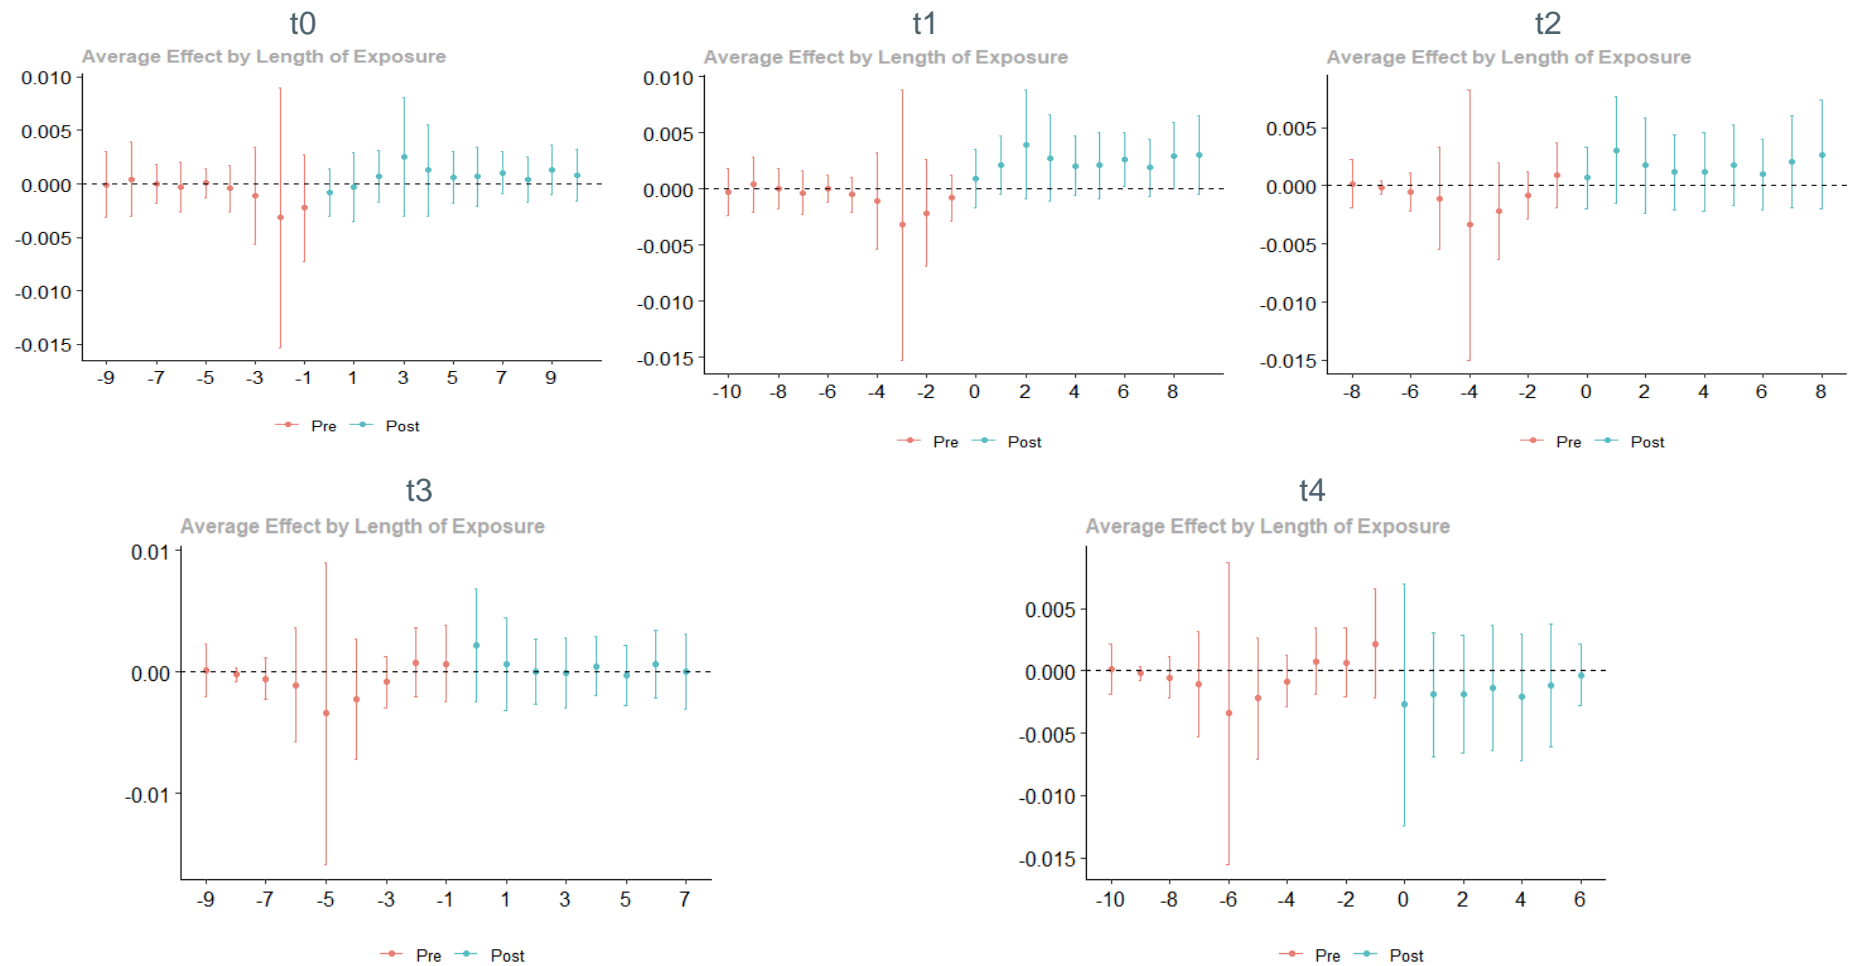 t0
Average Effect by Length of Exposure
0.010
0.005
0.000
-0.005
-0.010
-0.015
-9 -7 -5 -3 -1 1 3 5 7 9
Pre Post
t1
Average Effect by Length of Exposure
0.010
0.005
0.000
-0.005
-0.010
-0.015
-10 -8 -6 -4 -2 0 2 4 6 8
Pre Post
t2
Average Effect by Length of Exposure
0.005
0.000
-0.005
-0.010
-0.015
-8 -6 -4 -2 0 2 4 6 8
Pre Post
t3
Average Effect by Length of Exposure
0.01
0.00
-0.01
-9 -7 -5 -3 -1 1 3 5 7
Pre Post
t4
Average Effect by Length of Exposure
0.005
0.000
-0.005
-0.010
-0.015
-10 -8 -6 -4 -2 0 2 4 6
Pre Post